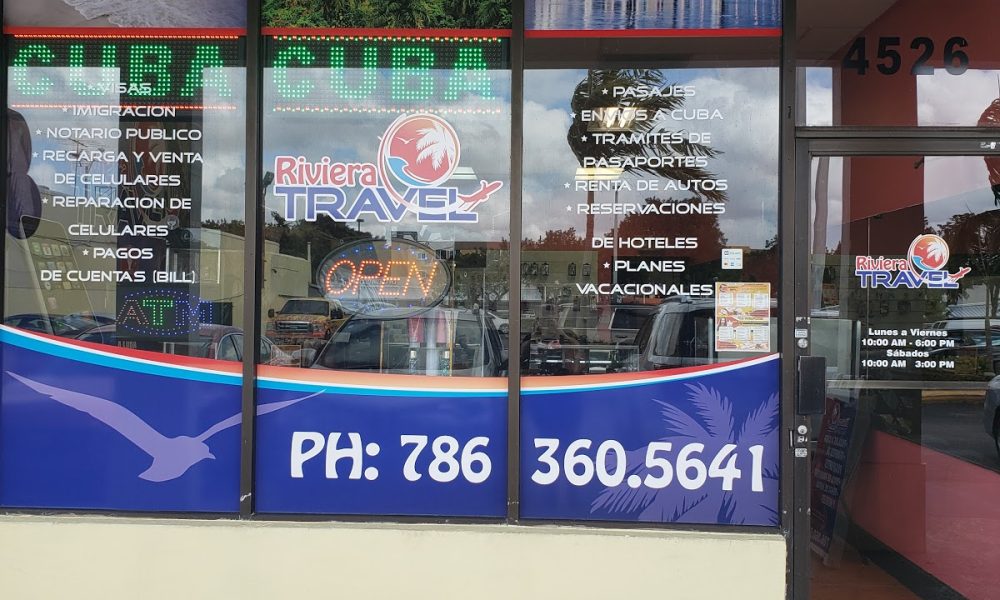 CUBA
* VISAS
* IMIGRACION
* NOTARIO PUBLICO
* RECARGA Y VENTA
DE CELULARES
* REPARACION DE
CELULARES
* PAGOS
DE CUENTAS (BILL)
ATM
CUBA
Riviera
TRAVEL
OPEN
* PASAJES
* ENVIOS A CUBA
* TRAMITES DE
PASAPORTES
* RENTA DE AUTOS
* RESERVACIONES
DE HOTELES
* PLANES
VACACIONALES
PH: 786 360.5641
4526
Riviera
TRAVEL
Lunes a Viernes
10:00 AM - 6:00 PM
Sábados
10:00 AM 3:00 PM